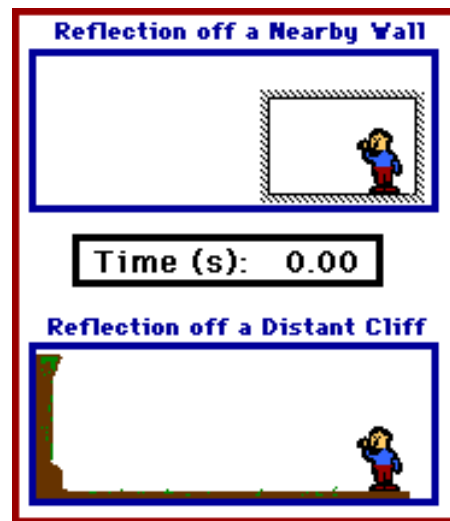 Reflection off a Nearby Wall
Time (s): 0.00
Reflection off a Distant Cliff